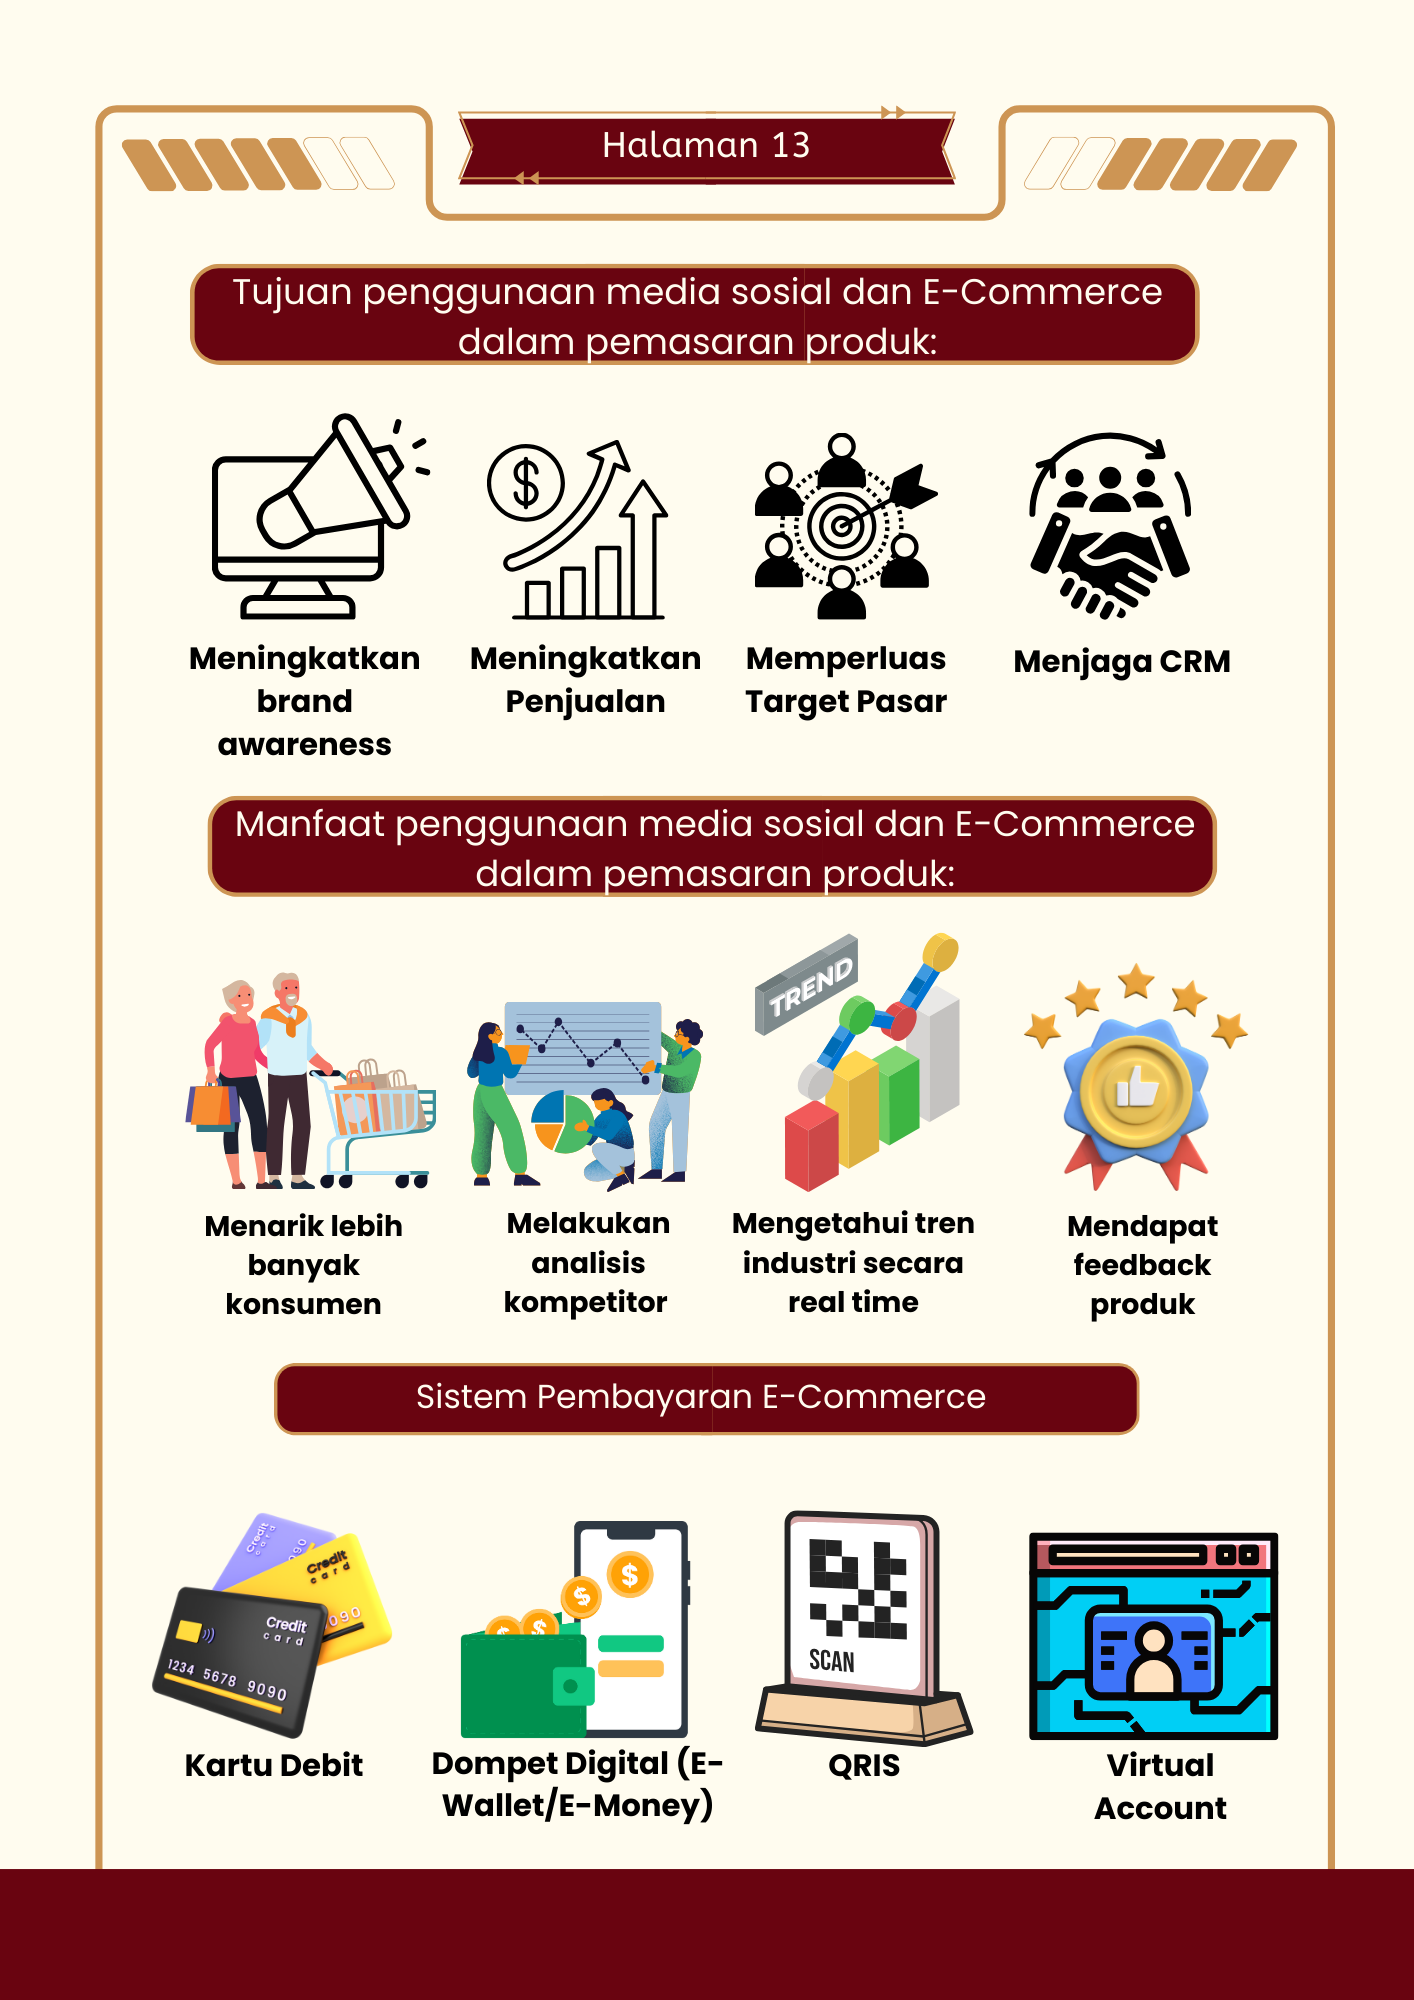 Halaman 13
Tujuan penggunaan media sosial dan E-Commerce
dalam pemasaran produk:
Meningkatkan
brand
awareness
Meningkatkan
Penjualan
Memperluas
Target Pasar
Menjaga CRM
Manfaat penggunaan media sosial dan E-Commerce
dalam pemasaran produk:
TREND
Menarik lebih
banyak
konsumen
Melakukan
analisis
kompetitor
Mengetahui tren
industri secara
real time
Mendapat
feedback
produk
Sistem Pembayaran E-Commerce
Credit
card
090
Credit
card
090
Credit
card
1234 5678 9090
SCAN
Kartu Debit
Dompet Digital (E-
Wallet/E-Money)
QRIS
Virtual
Account